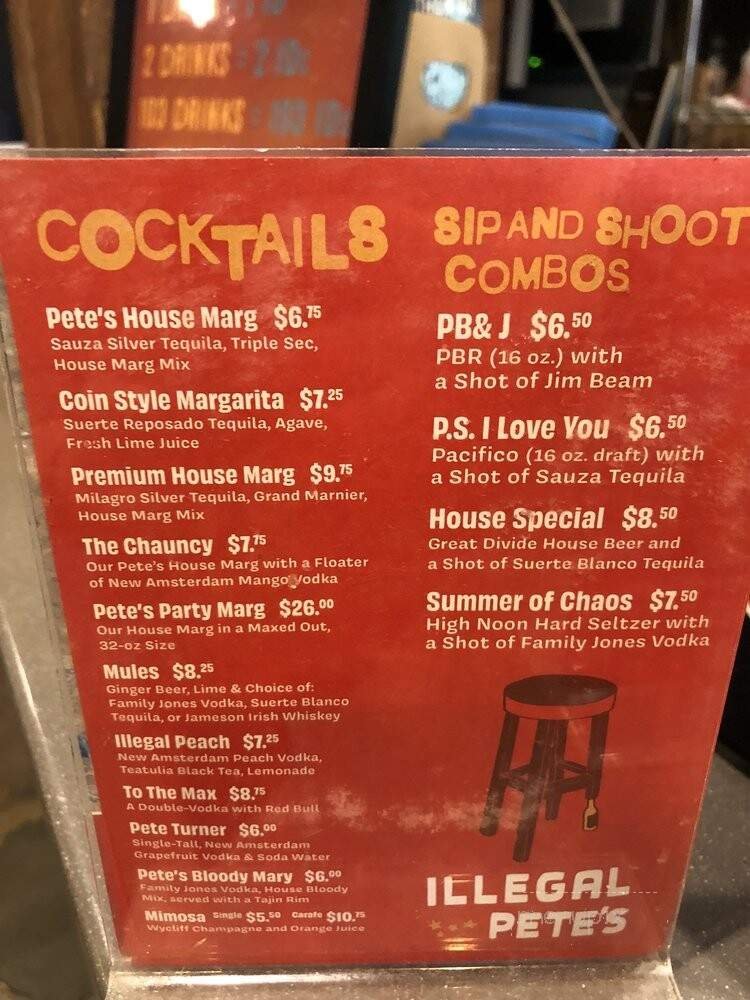 2 DRINKS = 2 IDs
103 DRINKS = 103 IDs
COCKTAILS
Pete's House Marg $6.75
Sauza Silver Tequila, Triple Sec,
House Marg Mix
Coin Style Margarita $7.25
Suerte Reposado Tequila, Agave,
Fresh Lime Juice
Premium House Marg $9.75
Milagro Silver Tequila, Grand Marnier,
House Marg Mix
The Chauncy $7.75
Our Pete's House Marg with a Floater
of New Amsterdam Mango Vodka
Pete's Party Marg $26.00
Our House Marg in a Maxed Out,
32-oz Size
Mules $8.25
Ginger Beer, Lime & Choice of:
Family Jones Vodka, Suerte Blanco
Tequila, or Jameson Irish Whiskey
Illegal Peach $7.25
New Amsterdam Peach Vodka,
Teatulia Black Tea, Lemonade
To The Max $8.75
A Double-Vodka with Red Bull
Pete Turner $6.00
Single-Tall, New Amsterdam
Grapefruit Vodka & Soda Water
Pete's Bloody Mary $6.00
Family Jones Vodka, House Bloody
Mix, served with a Tajin Rim
Mimosa Single $5.50 Carafe $10.75
Wycliff Champagne and Orange Juice
SIP AND SHOOT
COMBOS
PB& J $6.50
PBR (16 oz.) with
a Shot of Jim Beam
P.S. I Love You $6.50
Pacifico (16 oz. draft) with
a Shot of Sauza Tequila
House Special $8.50
Great Divide House Beer and
a Shot of Suerte Blanco Tequila
Summer of Chaos $7.50
High Noon Hard Seltzer with
a Shot of Family Jones Vodka
ILLEGAL
PETE'S